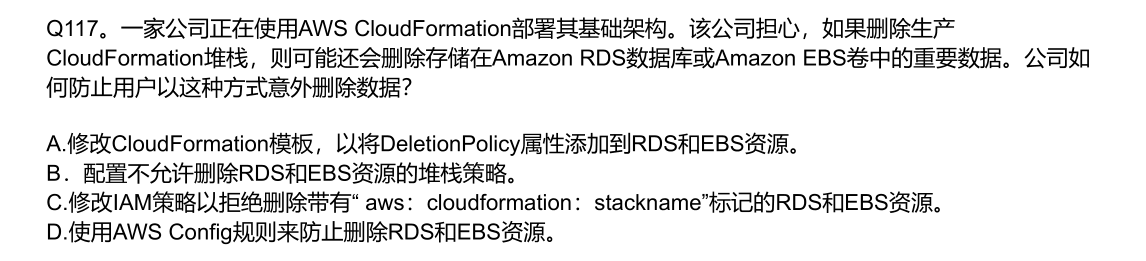 Q117。一家公司正在使用AWS CloudFormation部署其基础架构。该公司担心，如果删除生产
CloudFormation堆栈，则可能还会删除存储在Amazon RDS数据库或Amazon EBS卷中的重要数据。公司如
何防止用户以这种方式意外删除数据？
A.修改CloudFormation模板，以将DeletionPolicy属性添加到RDS和EBS资源。
B．配置不允许删除RDS和EBS资源的堆栈策略。
C.修改IAM策略以拒绝删除带有“ aws：cloudformation：stackname”标记的RDS和EBS资源。
D.使用AWS Config规则来防止删除RDS和EBS资源。